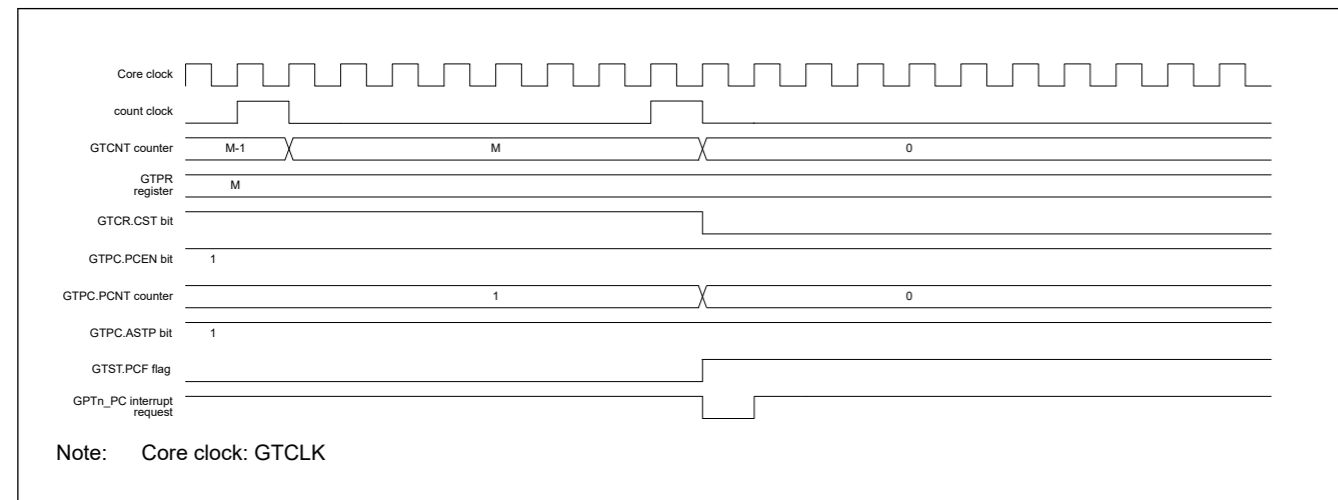 Core clock
count clock
GTCNT counter M-1 M 0
GTPR
register M
GTCR.CST bit
GTPC.PCEN bit 1
GTPC.PCNT counter 1 0
GTPC.ASTP bit 1
GTST.PCF flag
GPTn_PC interrupt
request
Note: Core clock: GTCLK